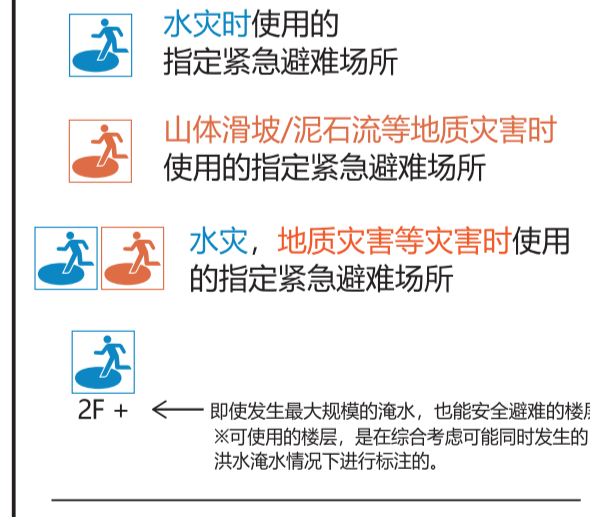 水灾时使用的
指定紧急避难场所
山体滑坡/泥石流等地质灾害时
使用的指定紧急避难场所
水灾，地质灾害等灾害时使用
的指定紧急避难场所
2F + ← 即使发生最大规模的淹水，也能安全避难的楼层
※可使用的楼层，是在综合考虑可能同时发生的
洪水淹水情况下进行标注的。